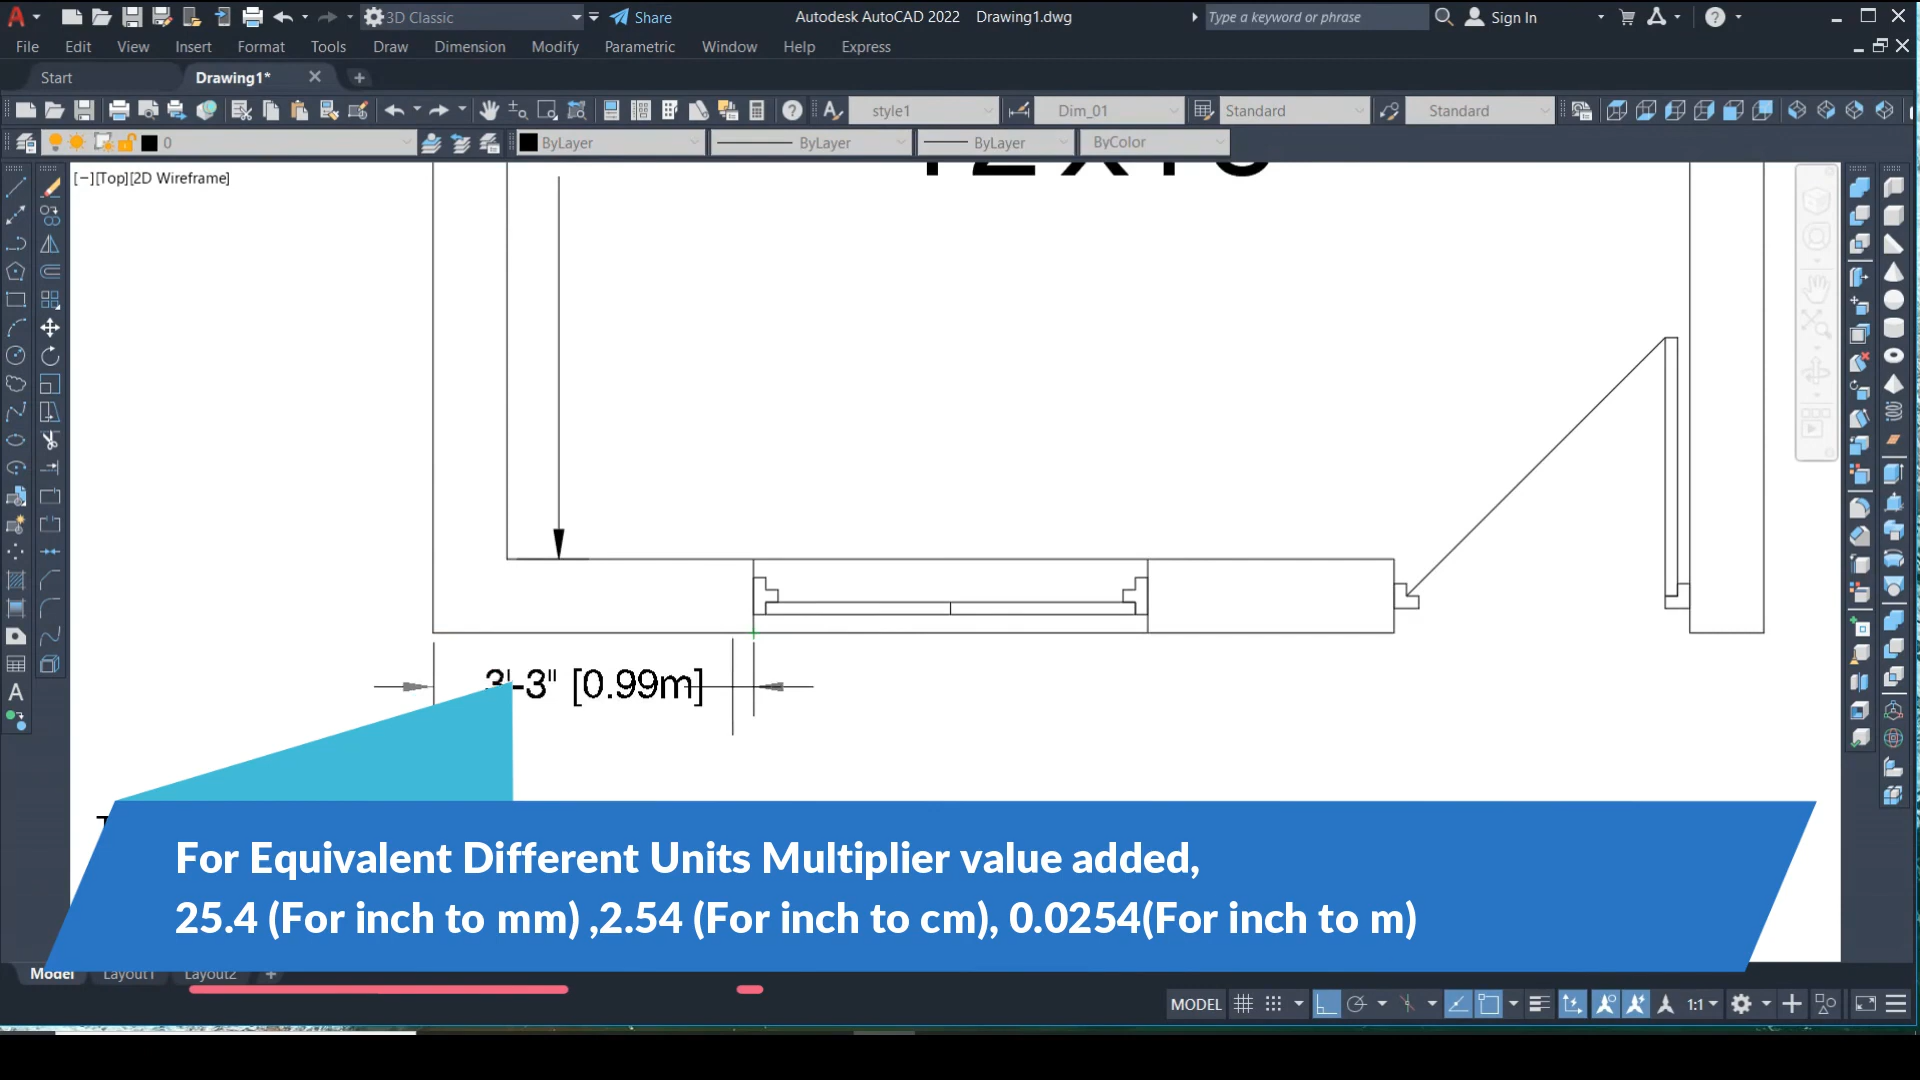 3D Classic
Share
Autodesk AutoCAD 2022 Drawing1.dwg
Type a keyword or phrase
Sign In
File Edit View Insert Format Tools Draw Dimension Modify Parametric Window Help Express
Start
Drawing1*
style1
Dim_01
Standard
Standard
0
ByLayer
ByLayer
ByLayer
ByColor
[−][Top][2D Wireframe]
3'-3" [0.99m]
For Equivalent Different Units Multiplier value added,
25.4 (For inch to mm) ,2.54 (For inch to cm), 0.0254(For inch to m)
Model Layout1 Layout2
MODEL
1:1